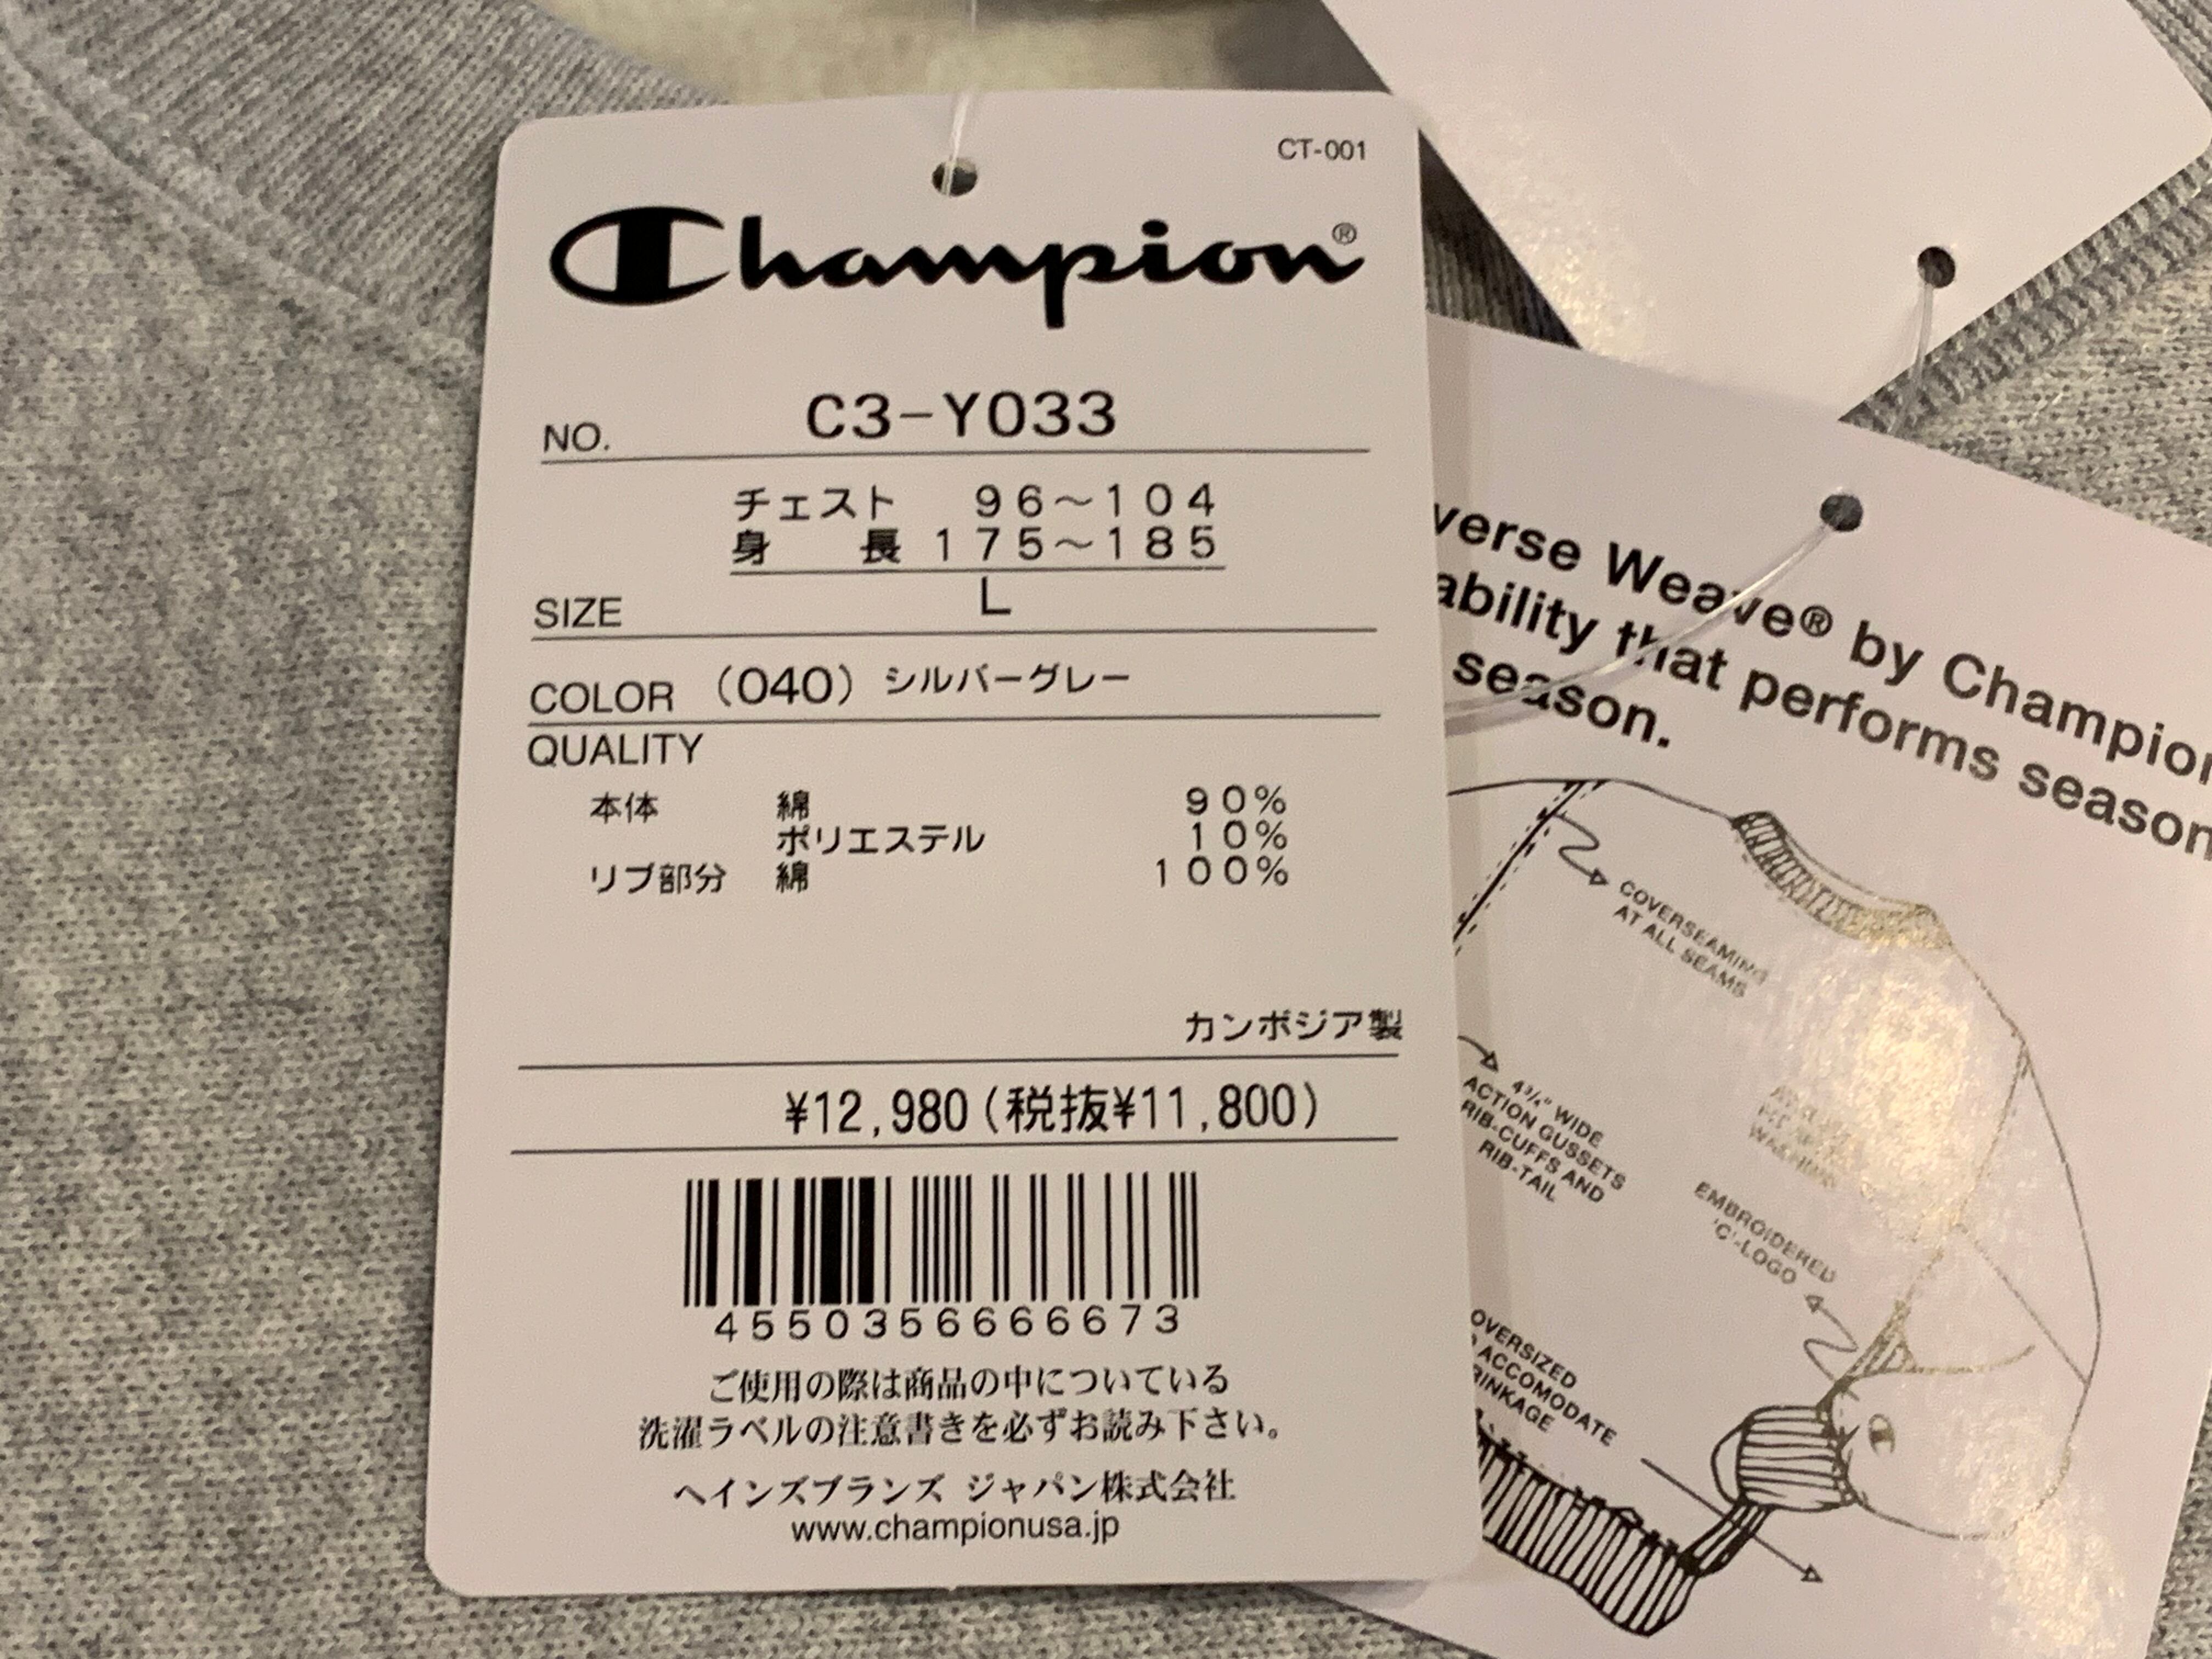 CT-001
Champion®
NO. C3-Y033
チェスト 96～104
身長 175～185
SIZE L
COLOR (040) シルバーグレー
QUALITY
本体 綿 90%
ポリエステル 10%
リブ部分 綿 100%
カンボジア製
¥12,980(税抜¥11,800)
4550356666673
ご使用の際は商品の中についている
洗濯ラベルの注意書きを必ずお読み下さい。
ヘインズブランズ ジャパン株式会社
www.championusa.jp
verse Weave® by Champion
ability that performs season
season.
COVERSEAMING
AT ALL SEAMS
4¾" WIDE
ACTION GUSSETS
RIB-CUFFS AND
RIB-TAIL
EMBROIDERED
'C'-LOGO
OVERSIZED
ACCOMODATE
RINKAGE